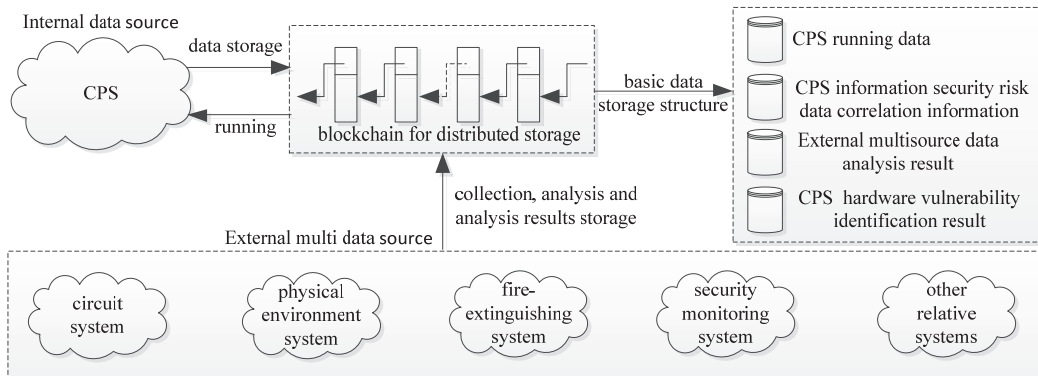 Internal data source
CPS
data storage
running
blockchain for distributed storage
basic data
storage structure
CPS running data
CPS information security risk
data correlation information
External multisource data
analysis result
CPS hardware vulnerability
identification result
collection, analysis and
analysis results storage
External multi data source
circuit
system
physical
environment
system
fire-
extinguishing
system
security
monitoring
system
other
relative
systems